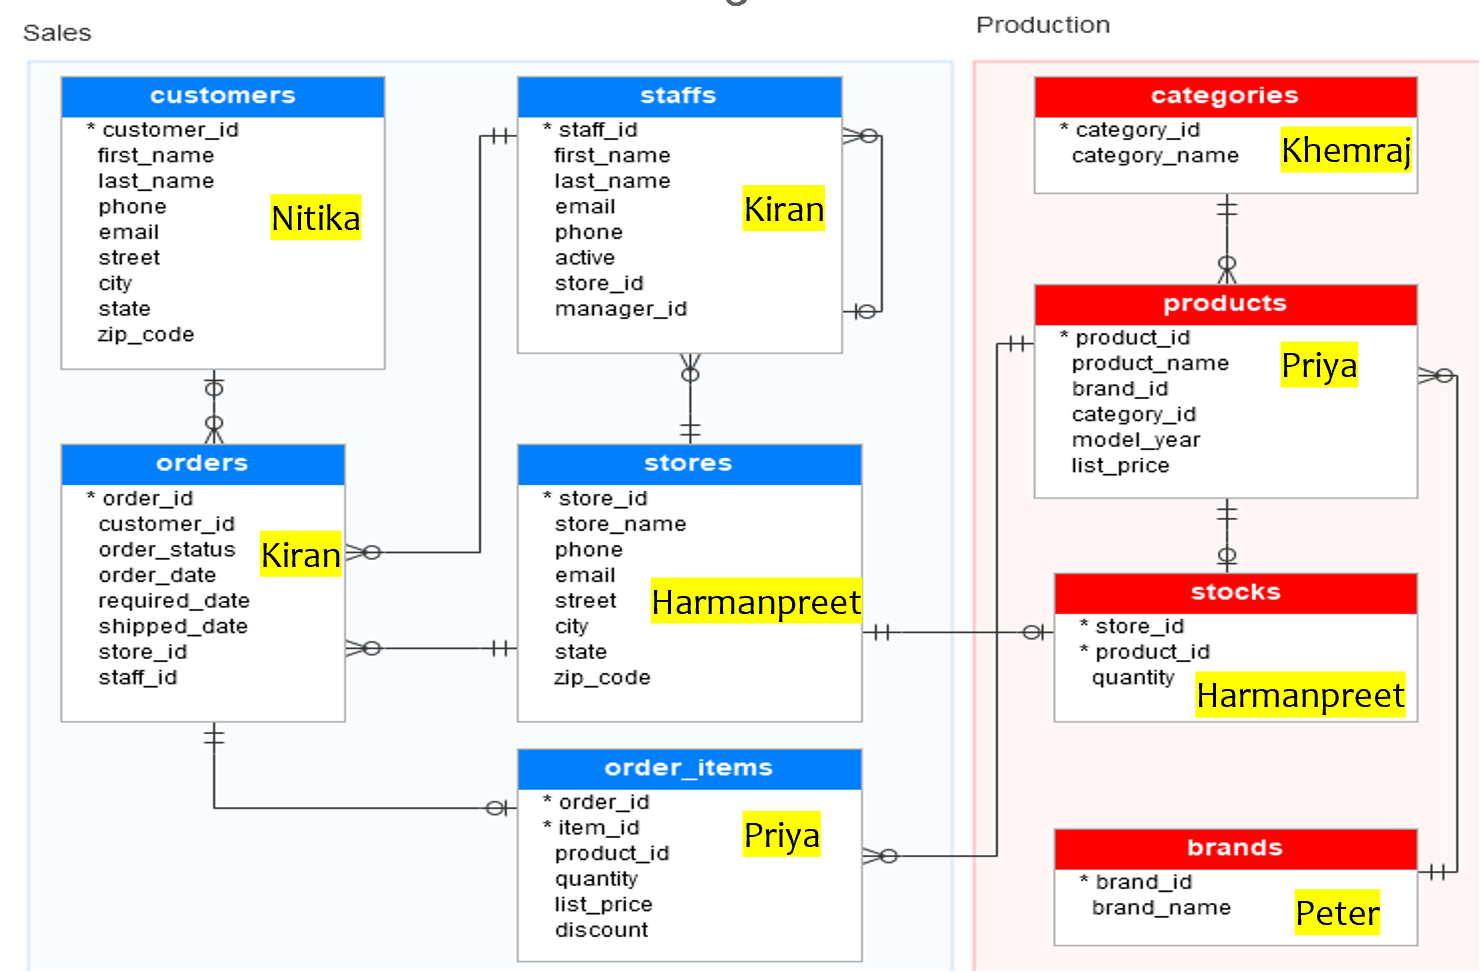 Sales
customers
* customer_id
first_name
last_name
phone
Nitika
email
street
city
state
zip_code
staffs
* staff_id
first_name
last_name
email
Kiran
phone
active
store_id
manager_id
orders
* order_id
customer_id
order_status
Kiran
order_date
required_date
shipped_date
store_id
staff_id
stores
* store_id
store_name
phone
email
street
Harmanpreet
city
state
zip_code
order_items
* order_id
* item_id
Priya
product_id
quantity
list_price
discount
Production
categories
* category_id
category_name
Khemraj
products
* product_id
product_name
Priya
brand_id
category_id
model_year
list_price
stocks
* store_id
* product_id
quantity
Harmanpreet
brands
* brand_id
brand_name
Peter